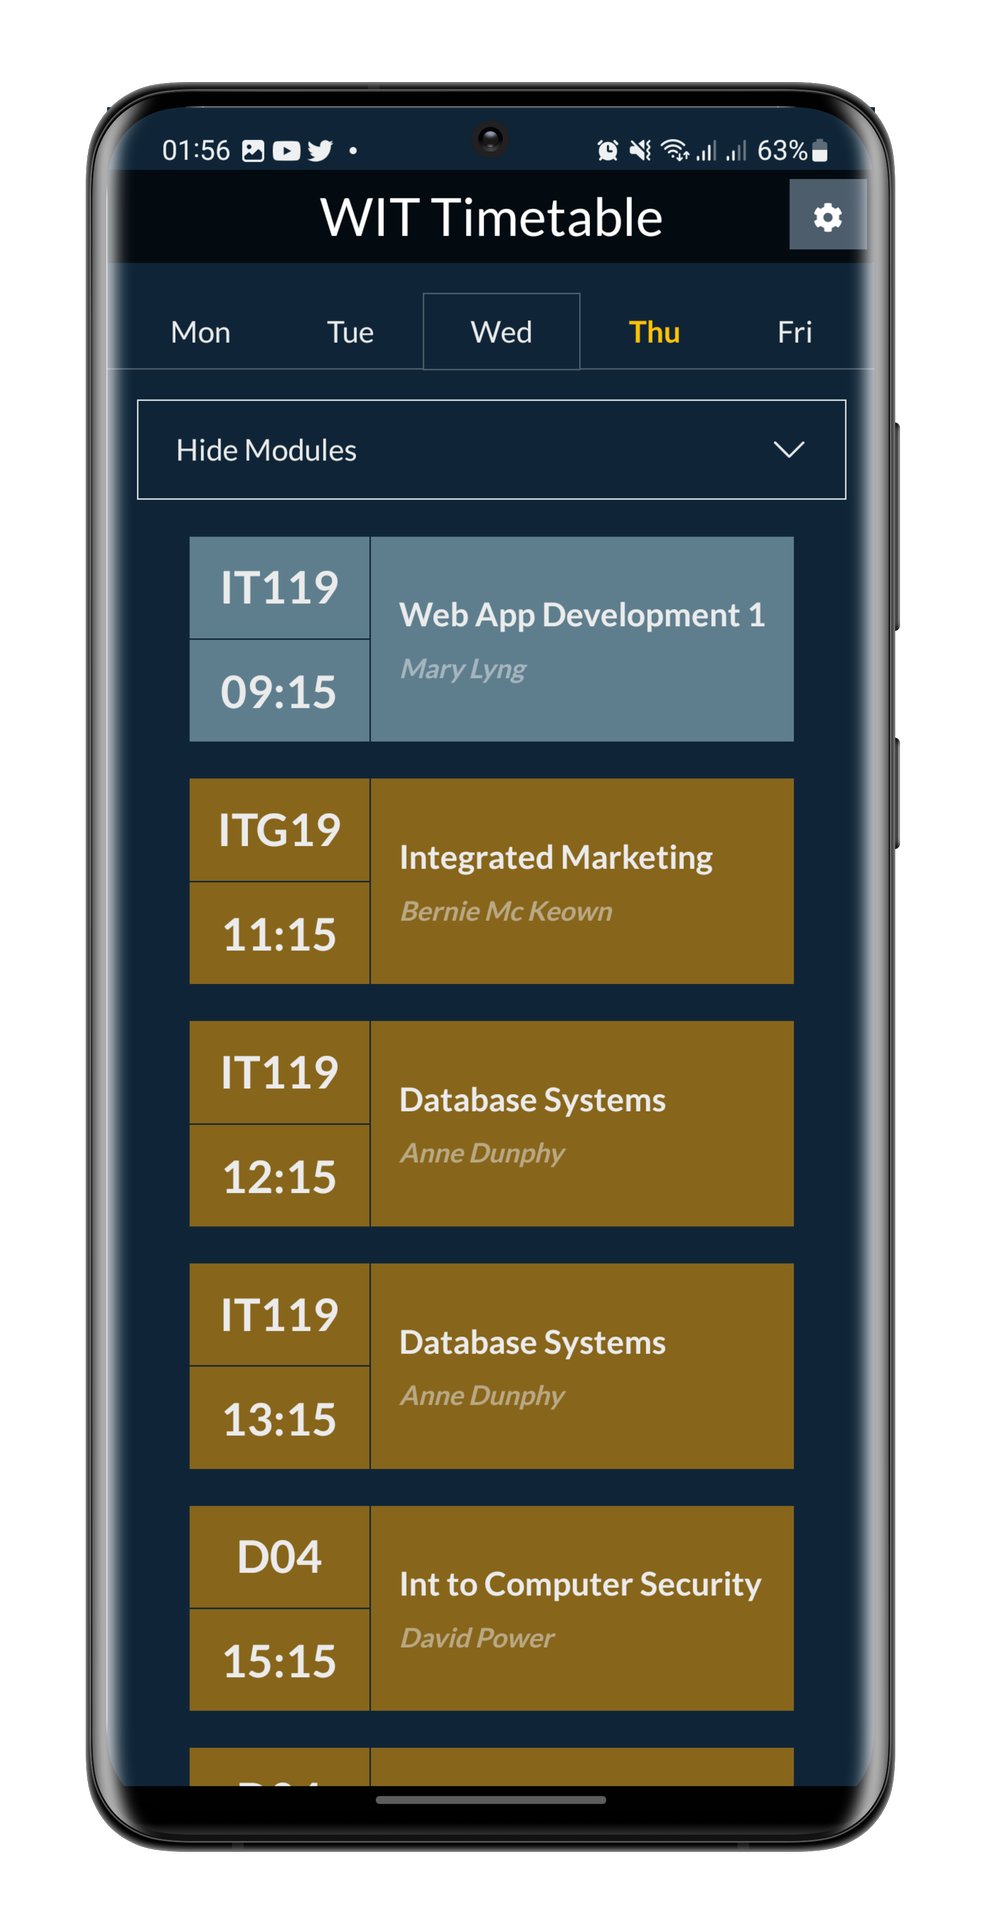 01:56 63%
WIT Timetable
Mon Tue Wed Thu Fri
Hide Modules
IT119
09:15
Web App Development 1
Mary Lyng
ITG19
11:15
Integrated Marketing
Bernie Mc Keown
IT119
12:15
Database Systems
Anne Dunphy
IT119
13:15
Database Systems
Anne Dunphy
D04
15:15
Int to Computer Security
David Power